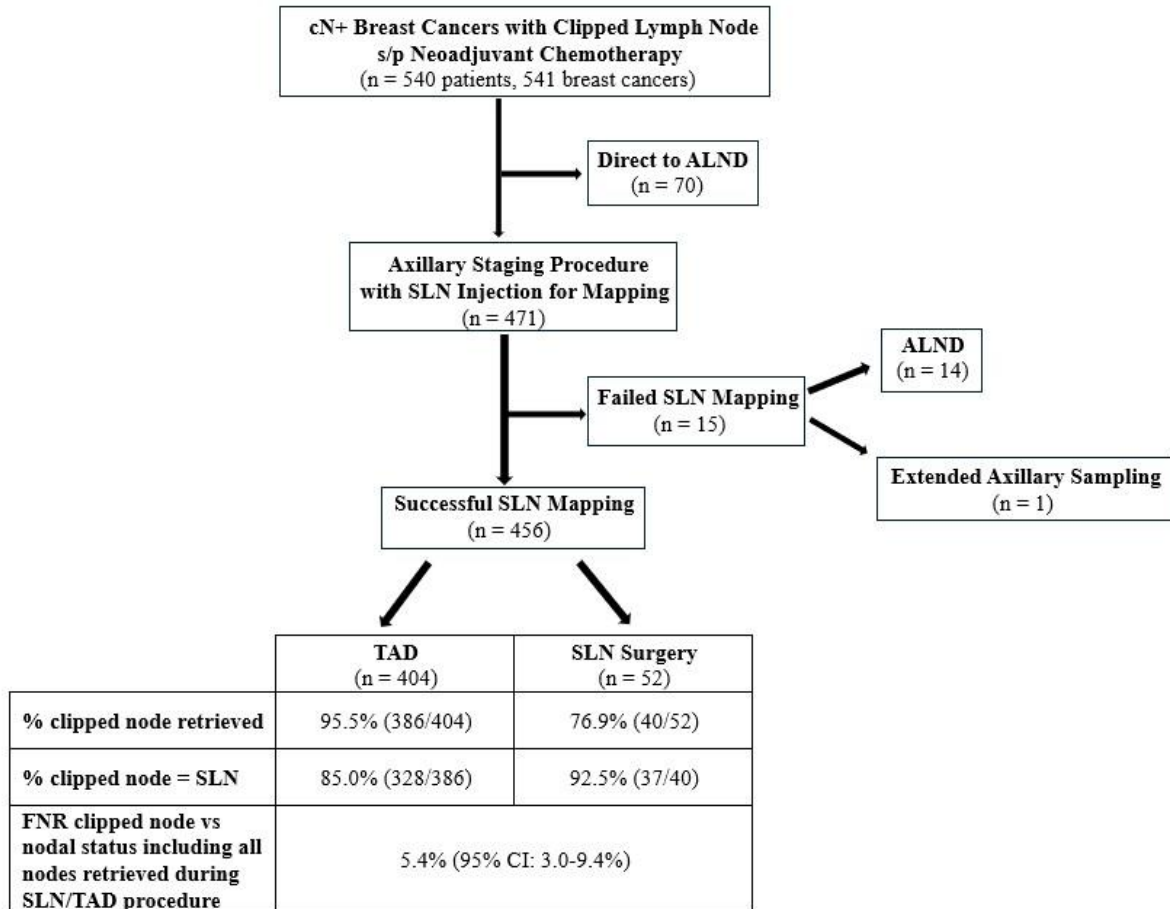 cN+ Breast Cancers with Clipped Lymph Node
s/p Neoadjuvant Chemotherapy
(n = 540 patients, 541 breast cancers)
Direct to ALND
(n = 70)
Axillary Staging Procedure
with SLN Injection for Mapping
(n = 471)
ALND
(n = 14)
Failed SLN Mapping
(n = 15)
Extended Axillary Sampling
(n = 1)
Successful SLN Mapping
(n = 456)
TAD
(n = 404)
SLN Surgery
(n = 52)
% clipped node retrieved
95.5% (386/404)
76.9% (40/52)
% clipped node = SLN
85.0% (328/386)
92.5% (37/40)
FNR clipped node vs
nodal status including all
nodes retrieved during
SLN/TAD procedure
5.4% (95% CI: 3.0-9.4%)